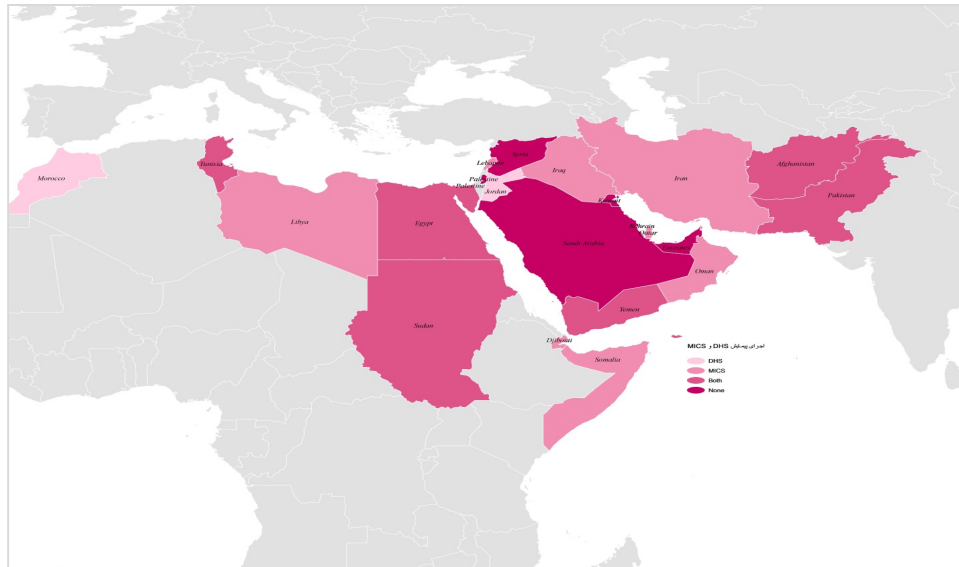 Tunisia
Morocco
Lebanon
Syria
Palestine
Palestine
Jordan
Iraq
Iran
Afghanistan
Pakistan
Kuwait
Libya
Egypt
Bahrain
Qatar
Saudi Arabia
Oman
Yemen
Sudan
Djibouti
Somalia
اجرای پیمایش DHS و MICS
DHS
MICS
Both
None